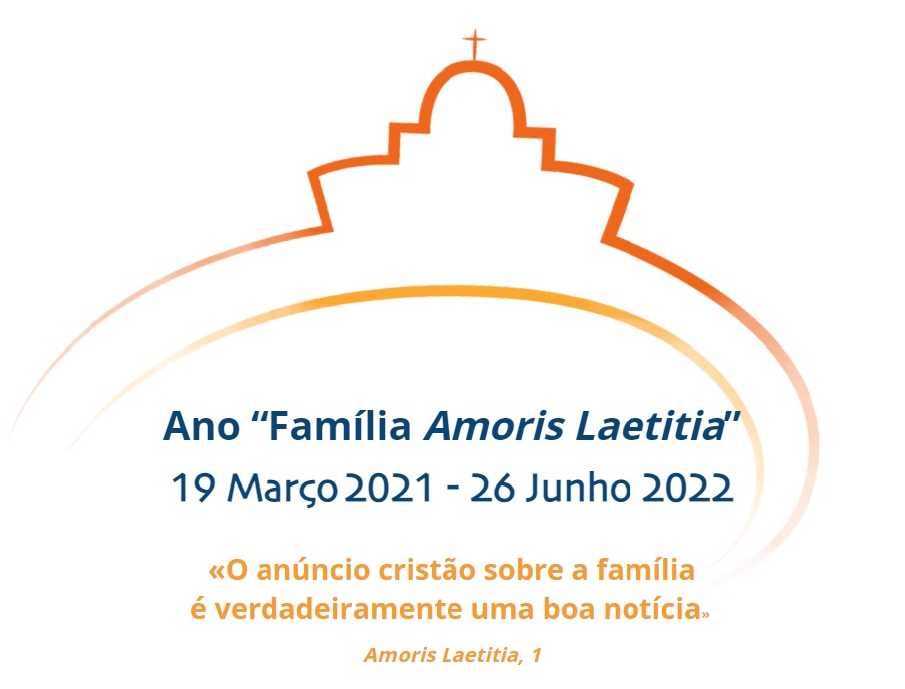 Ano “Família Amoris Laetitia”
19 Março 2021 - 26 Junho 2022
«O anúncio cristão sobre a família
é verdadeiramente uma boa notícia»
Amoris Laetitia, 1